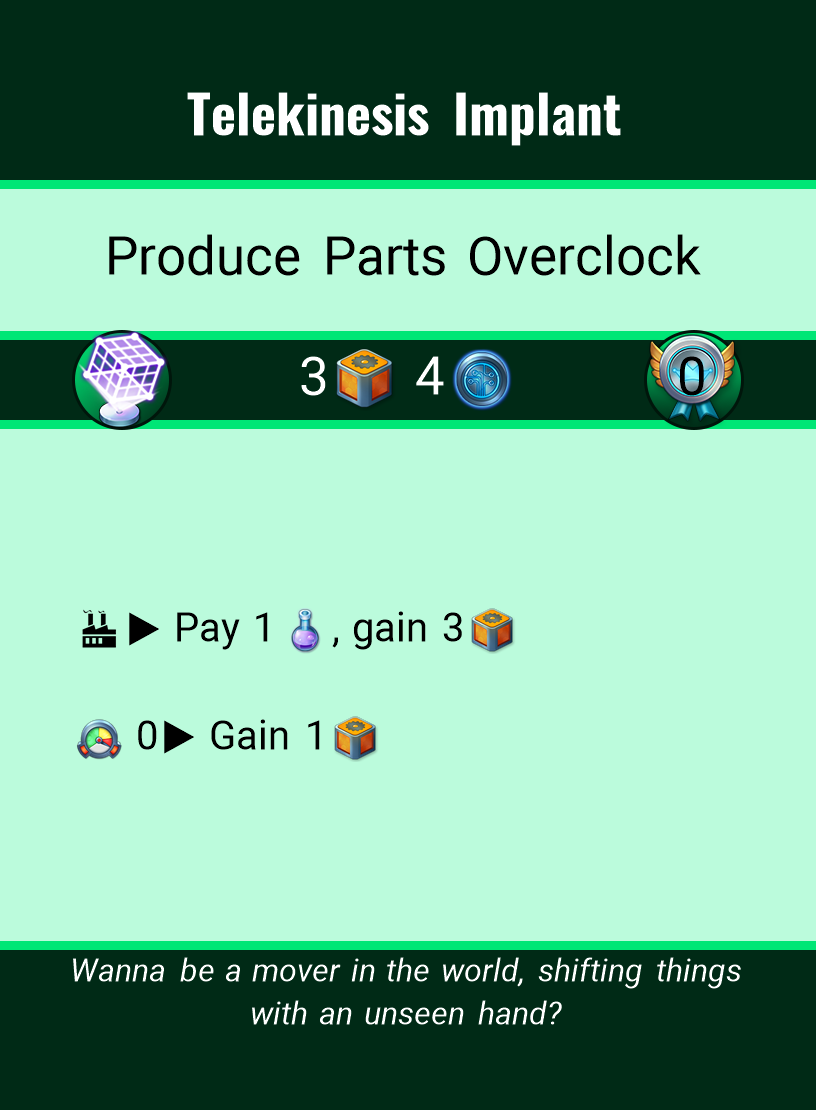 Telekinesis Implant
Produce Parts Overclock
3 4 0
Pay 1 , gain 3
0 Gain 1
Wanna be a mover in the world, shifting things
with an unseen hand?